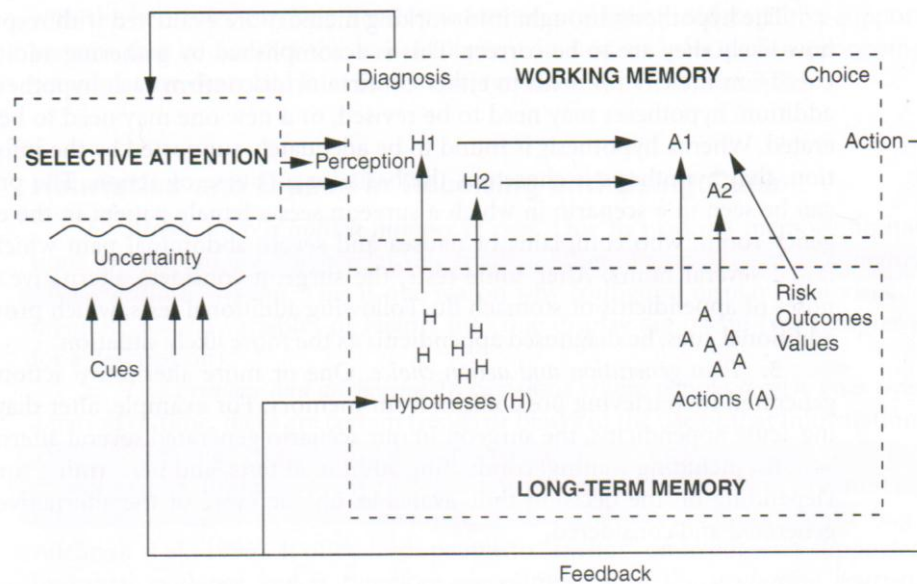 Diagnosis WORKING MEMORY Choice
SELECTIVE ATTENTION
Perception
H1
H2
A1
A2
Action
Uncertainty
Cues
Risk
Outcomes
Values
H
H
H
H
H
H
A
A
A
A
A
A
Hypotheses (H)
Actions (A)
LONG-TERM MEMORY
Feedback